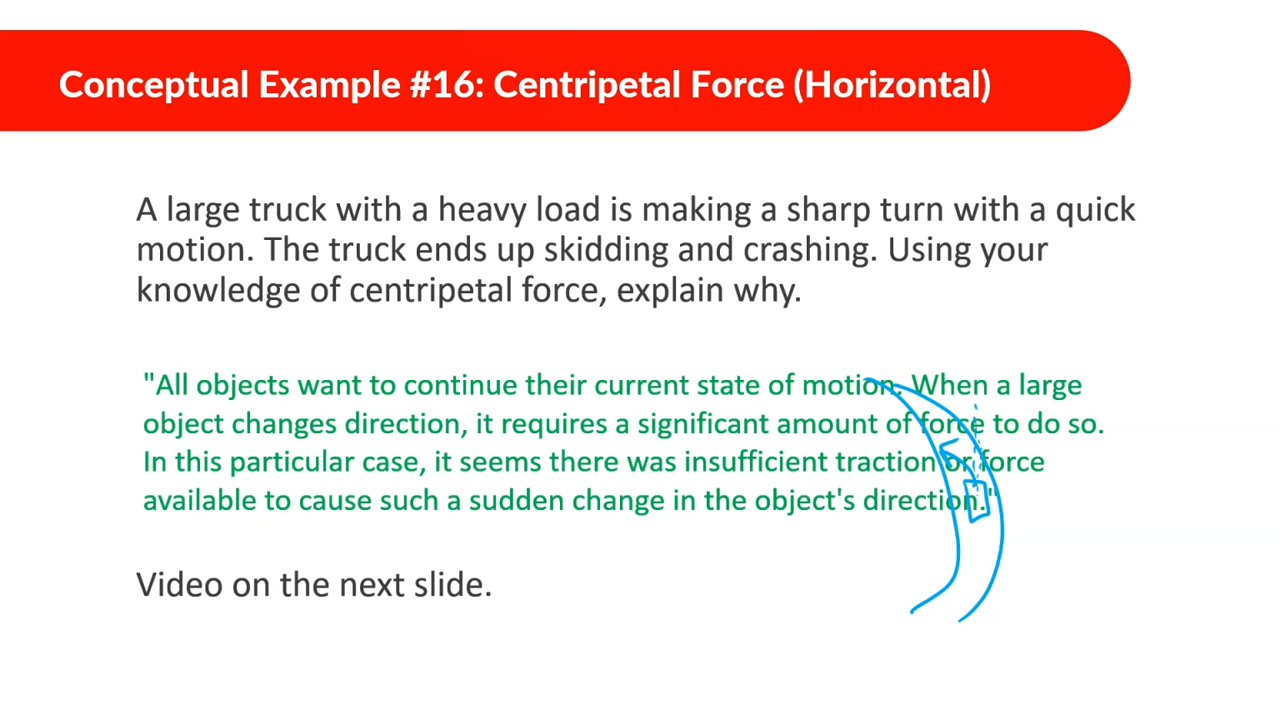 Conceptual Example #16: Centripetal Force (Horizontal)
A large truck with a heavy load is making a sharp turn with a quick
motion. The truck ends up skidding and crashing. Using your
knowledge of centripetal force, explain why.
"All objects want to continue their current state of motion. When a large
object changes direction, it requires a significant amount of force to do so.
In this particular case, it seems there was insufficient traction or force
available to cause such a sudden change in the object's direction."
Video on the next slide.